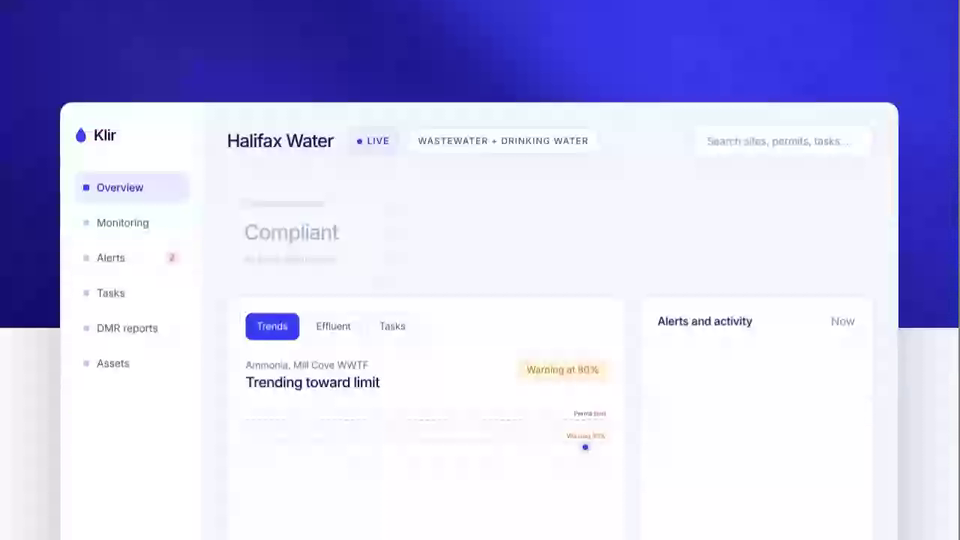 Klir
Halifax Water
LIVE
WASTEWATER + DRINKING WATER
Search sites, permits, tasks...
Overview
Monitoring
Alerts
2
Tasks
DMR reports
Assets
Compliant
Trends
Effluent
Tasks
Ammonia, Mill Cove WWTF
Trending toward limit
Warning at 80%
Permit limit
Warning 80%
Alerts and activity
Now